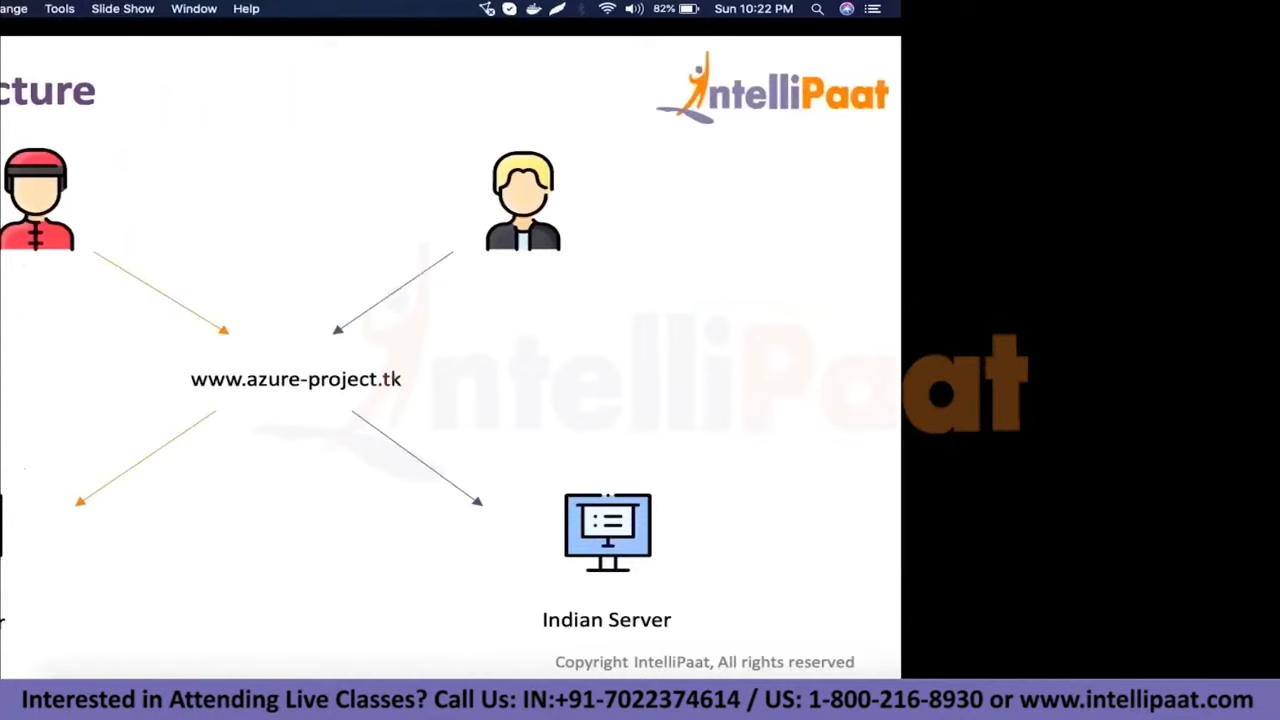 ange Tools Slide Show Window Help 82% Sun 10:22 PM
cture
IntelliPaat
www.azure-project.tk
IntelliPaat
r
Indian Server
Copyright IntelliPaat, All rights reserved
Interested in Attending Live Classes? Call Us: IN:+91-7022374614 / US: 1-800-216-8930 or www.intellipaat.com